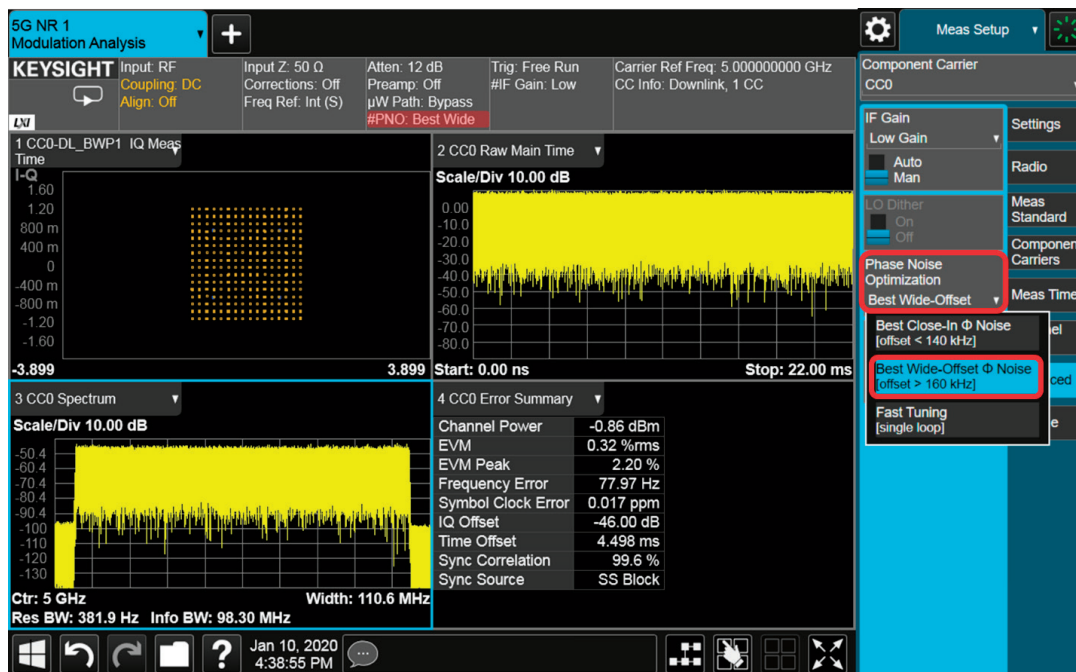 5G NR 1
Modulation Analysis
+
Meas Setup
KEYSIGHT
LXI
Input: RF
Coupling: DC
Align: Off
Input Z: 50 Ω
Corrections: Off
Freq Ref: Int (S)
Atten: 12 dB
Preamp: Off
µW Path: Bypass
#PNO: Best Wide
Trig: Free Run
#IF Gain: Low
Carrier Ref Freq: 5.000000000 GHz
CC Info: Downlink, 1 CC
Component Carrier
CC0
IF Gain
Low Gain
Auto
Man
LO Dither
On
Off
Phase Noise
Optimization
Best Wide-Offset
Best Close-In Φ Noise
[offset < 140 kHz]
Best Wide-Offset Φ Noise
[offset > 160 kHz]
Fast Tuning
[single loop]
Settings
Radio
Meas
Standard
Componen
Carriers
Meas Time
el
ced
e
1 CC0-DL_BWP1 IQ Meas
Time
I-Q
1.60
1.20
800 m
400 m
0
-400 m
-800 m
-1.20
-1.60
-3.899
3.899
2 CC0 Raw Main Time
Scale/Div 10.00 dB
0.00
-10.0
-20.0
-30.0
-40.0
-50.0
-60.0
-70.0
-80.0
Start: 0.00 ns
Stop: 22.00 ms
3 CC0 Spectrum
Scale/Div 10.00 dB
-50.4
-60.4
-70.4
-80.4
-90.4
-100
-110
-120
-130
Ctr: 5 GHz
Width: 110.6 MHz
Res BW: 381.9 Hz Info BW: 98.30 MHz
4 CC0 Error Summary
Channel Power -0.86 dBm
EVM 0.32 %rms
EVM Peak 2.20 %
Frequency Error 77.97 Hz
Symbol Clock Error 0.017 ppm
IQ Offset -46.00 dB
Time Offset 4.498 ms
Sync Correlation 99.6 %
Sync Source SS Block
?
Jan 10, 2020
4:38:55 PM